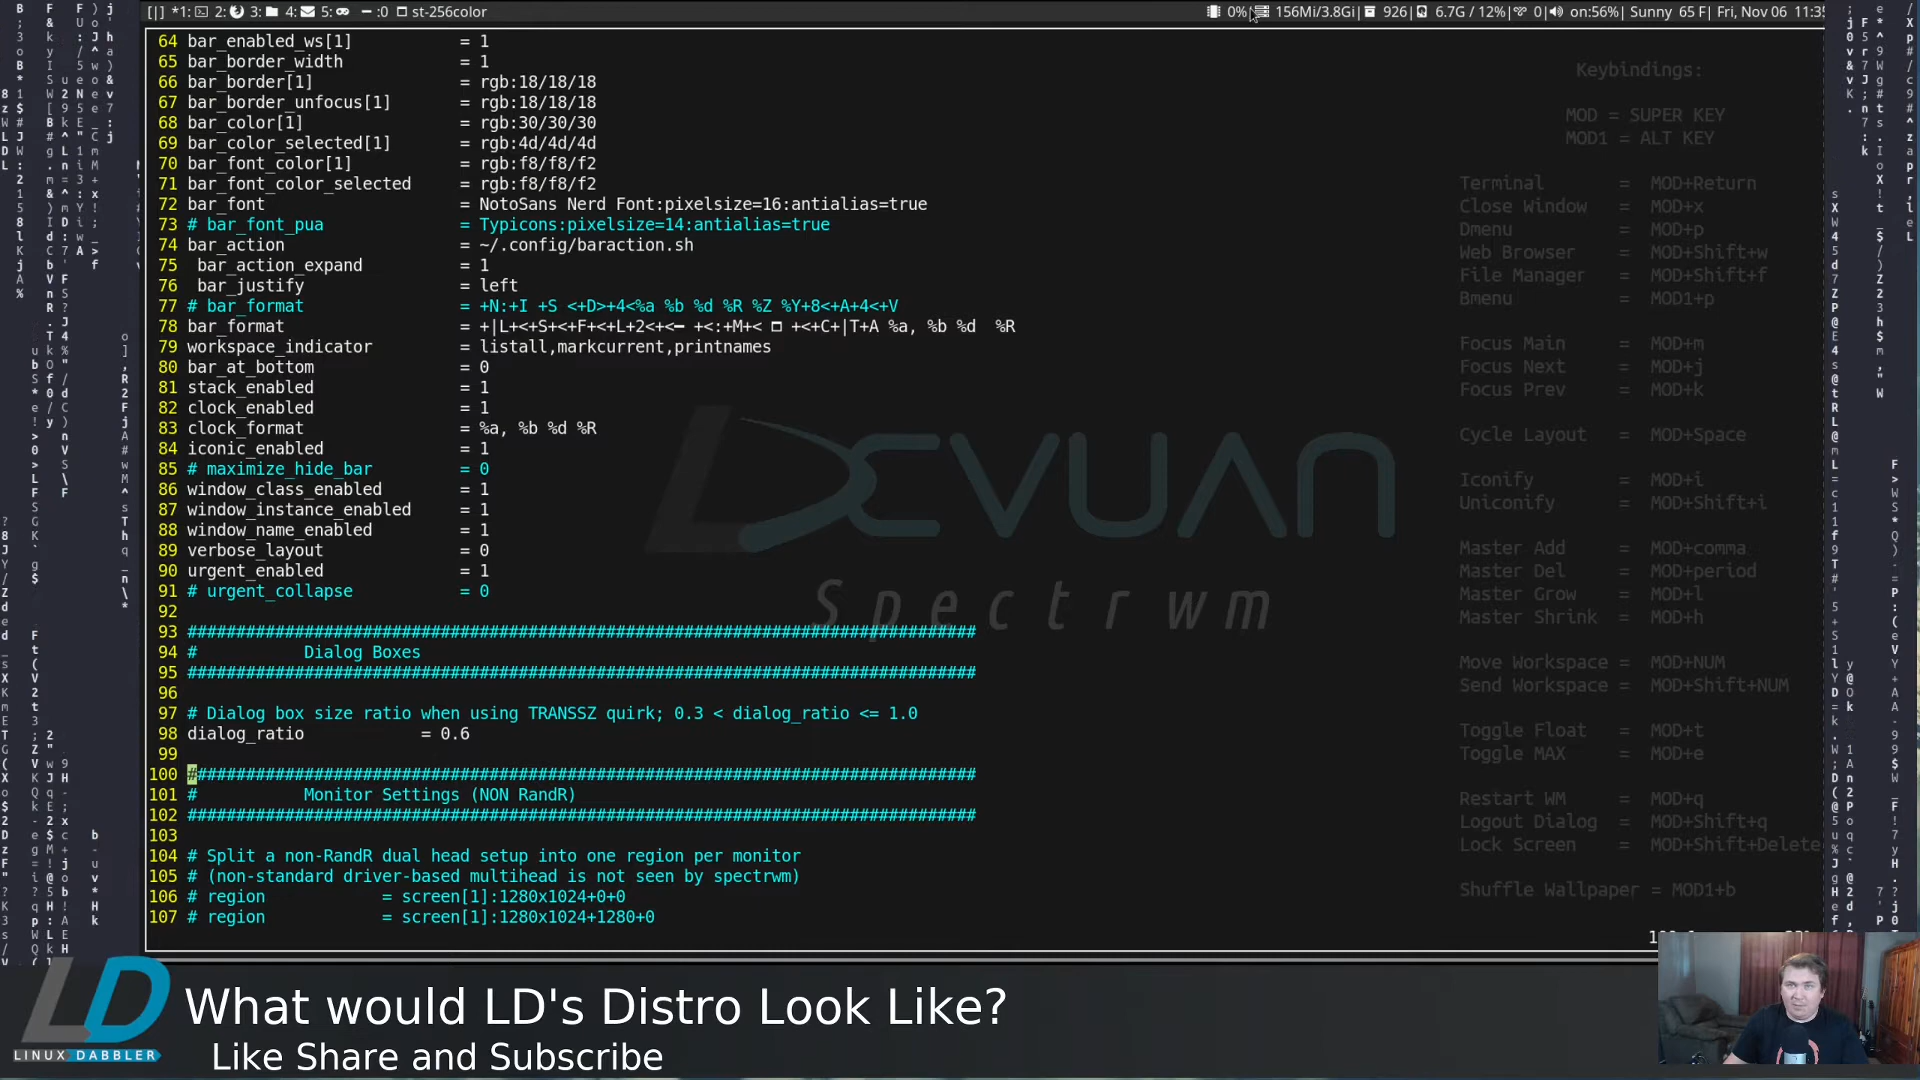 [|] *1: 2: 3: 4: 5: :0 st-256color
0% 156Mi/3.8Gi 926 6.7G / 12% 0 on:56% Sunny 65 F Fri, Nov 06 11:35
64 bar_enabled_ws[1] = 1
65 bar_border_width = 1
66 bar_border[1] = rgb:18/18/18
67 bar_border_unfocus[1] = rgb:18/18/18
68 bar_color[1] = rgb:30/30/30
69 bar_color_selected[1] = rgb:4d/4d/4d
70 bar_font_color[1] = rgb:f8/f8/f2
71 bar_font_color_selected = rgb:f8/f8/f2
72 bar_font = NotoSans Nerd Font:pixelsize=16:antialias=true
73 # bar_font_pua = Typicons:pixelsize=14:antialias=true
74 bar_action = ~/.config/baraction.sh
75 bar_action_expand = 1
76 bar_justify = left
77 # bar_format = +N:+I +S <+D>+4<%a %b %d %R %Z %Y+8<+A+4<+V
78 bar_format = +|L+<+S+<+F+<+L+2<+<━ +<:+M+< +<+C+|T+A %a, %b %d %R
79 workspace_indicator = listall,markcurrent,printnames
80 bar_at_bottom = 0
81 stack_enabled = 1
82 clock_enabled = 1
83 clock_format = %a, %b %d %R
84 iconic_enabled = 1
85 # maximize_hide_bar = 0
86 window_class_enabled = 1
87 window_instance_enabled = 1
88 window_name_enabled = 1
89 verbose_layout = 0
90 urgent_enabled = 1
91 # urgent_collapse = 0
92
93 #################################################################################
94 # Dialog Boxes
95 #################################################################################
96
97 # Dialog box size ratio when using TRANSSZ quirk; 0.3 < dialog_ratio <= 1.0
98 dialog_ratio = 0.6
99
100 #################################################################################
101 # Monitor Settings (NON RandR)
102 #################################################################################
103
104 # Split a non-RandR dual head setup into one region per monitor
105 # (non-standard driver-based multihead is not seen by spectrwm)
106 # region = screen[1]:1280x1024+0+0
107 # region = screen[1]:1280x1024+1280+0
DEVUAN
Spectrwm
Keybindings:
MOD = SUPER KEY
MOD1 = ALT KEY
Terminal = MOD+Return
Close Window = MOD+x
Dmenu = MOD+p
Web Browser = MOD+Shift+w
File Manager = MOD+Shift+f
Bmenu = MOD1+p
Focus Main = MOD+m
Focus Next = MOD+j
Focus Prev = MOD+k
Cycle Layout = MOD+Space
Iconify = MOD+i
Uniconify = MOD+Shift+i
Master Add = MOD+comma
Master Del = MOD+period
Master Grow = MOD+l
Master Shrink = MOD+h
Move Workspace = MOD+NUM
Send Workspace = MOD+Shift+NUM
Toggle Float = MOD+t
Toggle MAX = MOD+e
Restart WM = MOD+q
Logout Dialog = MOD+Shift+q
Lock Screen = MOD+Shift+Delete
Shuffle Wallpaper = MOD1+b
LD
LINUX DABBLER
What would LD's Distro Look Like?
Like Share and Subscribe